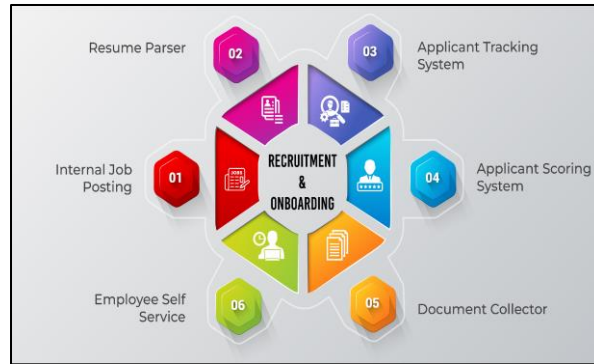 Resume Parser
02
03
Applicant Tracking
System
Internal Job
Posting
01
JOBS
RECRUITMENT
&
ONBOARDING
04
Applicant Scoring
System
Employee Self
Service
06
05
Document Collector